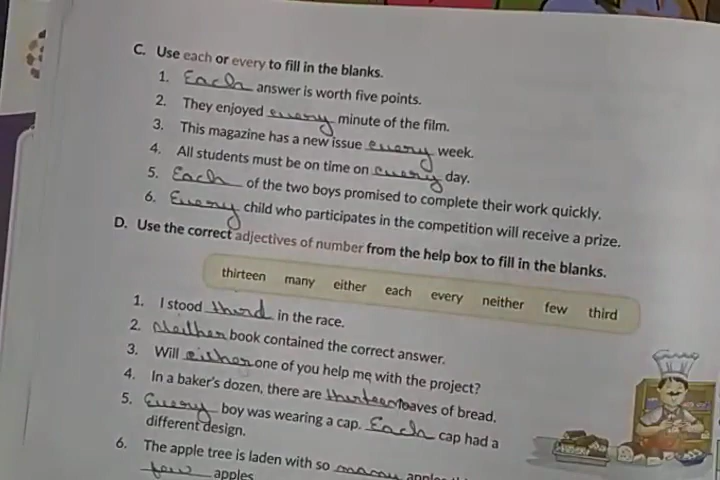 C. Use each or every to fill in the blanks.
1. Each answer is worth five points.
2. They enjoyed every minute of the film.
3. This magazine has a new issue every week.
4. All students must be on time on every day.
5. Each of the two boys promised to complete their work quickly.
6. Every child who participates in the competition will receive a prize.
D. Use the correct adjectives of number from the help box to fill in the blanks.
thirteen many either each every neither few third
1. I stood third in the race.
2. Neither book contained the correct answer.
3. Will either one of you help me with the project?
4. In a baker's dozen, there are thirteen loaves of bread.
5. Every boy was wearing a cap. Each cap had a
different design.
6. The apple tree is laden with so many
few apples